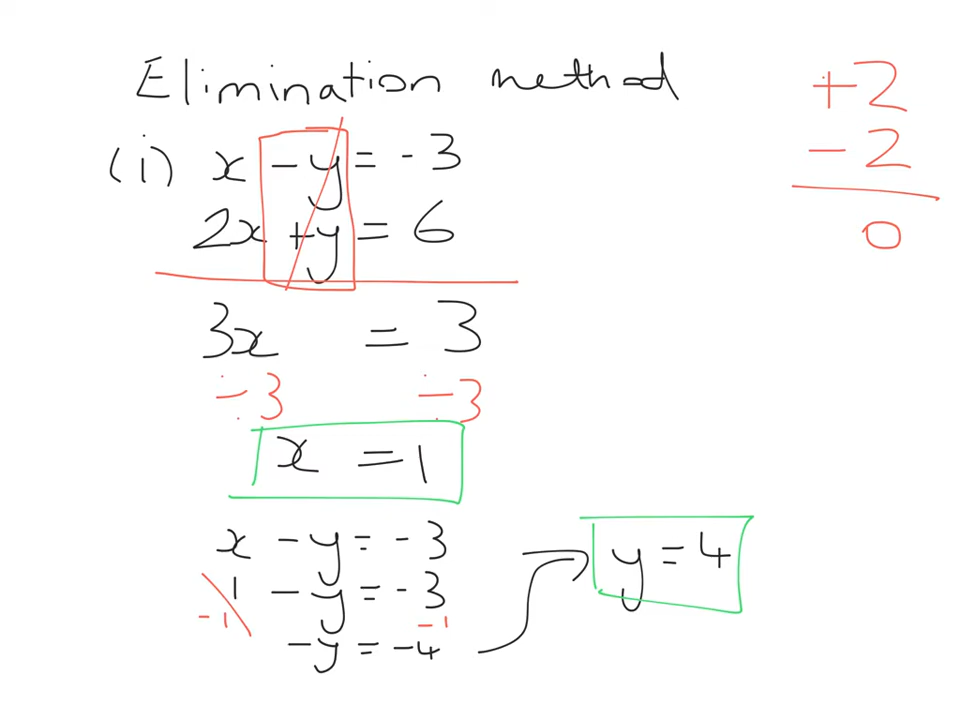 Elimination method
(i) x - y = -3
2x + y = 6
3x = 3
÷3 ÷3
x = 1
x - y = -3
1 - y = -3
-1 -1
-y = -4
y = 4
+2
-2
0